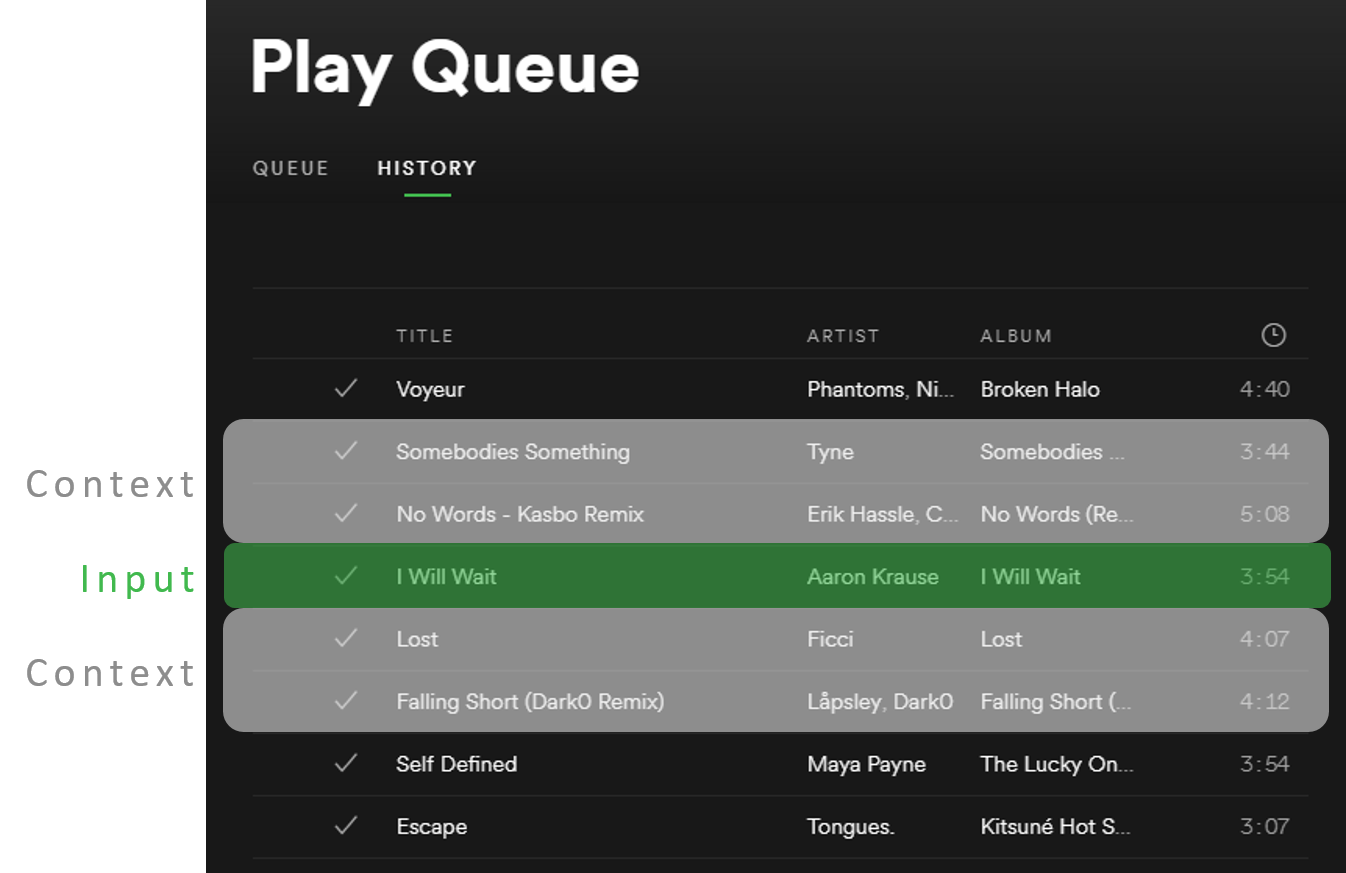 Play Queue
QUEUE HISTORY
TITLE ARTIST ALBUM
Voyeur Phantoms, Ni... Broken Halo 4:40
Somebodies Something Tyne Somebodies ... 3:44
Context
No Words - Kasbo Remix Erik Hassle, C... No Words (Re... 5:08
Input I Will Wait Aaron Krause I Will Wait 3:54
Lost Ficci Lost 4:07
Context
Falling Short (Dark0 Remix) Låpsley, Dark0 Falling Short (... 4:12
Self Defined Maya Payne The Lucky On... 3:54
Escape Tongues. Kitsuné Hot S... 3:07